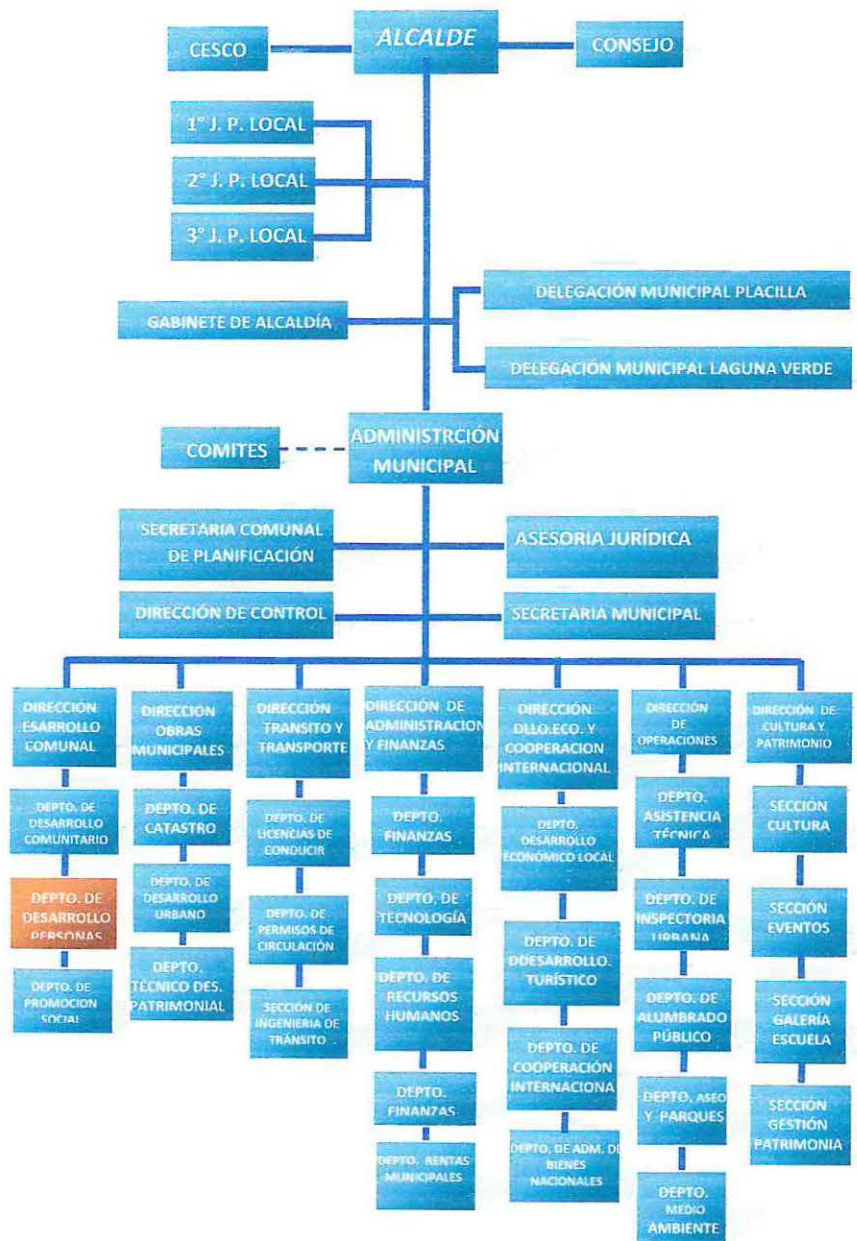 ALCALDE
CESCO
CONSEJO
1° J. P. LOCAL
2° J. P. LOCAL
3° J. P. LOCAL
GABINETE DE ALCALDÍA
DELEGACIÓN MUNICIPAL PLACILLA
DELEGACIÓN MUNICIPAL LAGUNA VERDE
COMITES
ADMINISTRCIÓN
MUNICIPAL
SECRETARIA COMUNAL
DE PLANIFICACIÓN
ASESORIA JURÍDICA
DIRECCIÓN DE CONTROL
SECRETARIA MUNICIPAL
DIRECCIÓN
ESARROLLO
COMUNAL
DEPTO. DE
DESARROLLO
COMUNITARIO
DEPTO. DE
DESARROLLO
PERSONAS
DEPTO. DE
PROMOCION
SOCIAL
DIRECCIÓN
OBRAS
MUNICIPALES
DEPTO. DE
CATASTRO
DEPTO. DE
DESARROLLO
URBANO
DEPTO.
TÉCNICO DES.
PATRIMONIAL
DIRECCIÓN
TRANSITO Y
TRANSPORTE
DEPTO. DE
LICENCIAS DE
CONDUCIR
DEPTO. DE
PERMISOS DE
CIRCULACIÓN
SECCIÓN DE
INGENIERIA DE
TRÁNSITO
DIRECCIÓN DE
ADMINISTRACION
Y FINANZAS
DEPTO.
FINANZAS
DEPTO, DE
TECNOLOGÍA
DEPTO. DE
RECURSOS
HUMANOS
DEPTO.
FINANZAS
DEPTO. RENTAS
MUNICIPALES
DIRECCIÓN
DLLO.ECO. Y
COOPERACION
INTERNACIONAL
DEPTO.
DESARROLLO
ECONÓMICO LOCAL
DEPTO. DE
DDESARROLLO.
TURÍSTICO
DEPTO. DE
COOPERACIÓN
INTERNACIONA
DEPTO. DE ADM. DE
BIENES
NACIONALES
DIRECCIÓN
DE
OPERACIONES
DEPTO.
ASISTENCIA
TÉCNICA
DEPTO. DE
INSPECTORIA
URBANA
DEPTO. DE
ALUMBRADO
PÚBLICO
DEPTO, ASEO
Y PARQUES
DEPTO.
MEDIO
AMBIENTE
DIRECCIÓN DE
CULTURA Y
PATRIMONIO
SECCIÓN
CULTURA
SECCIÓN
EVENTOS
SECCIÓN
GALERÍA
ESCUELA
SECCIÓN
GESTIÓN
PATRIMONIA